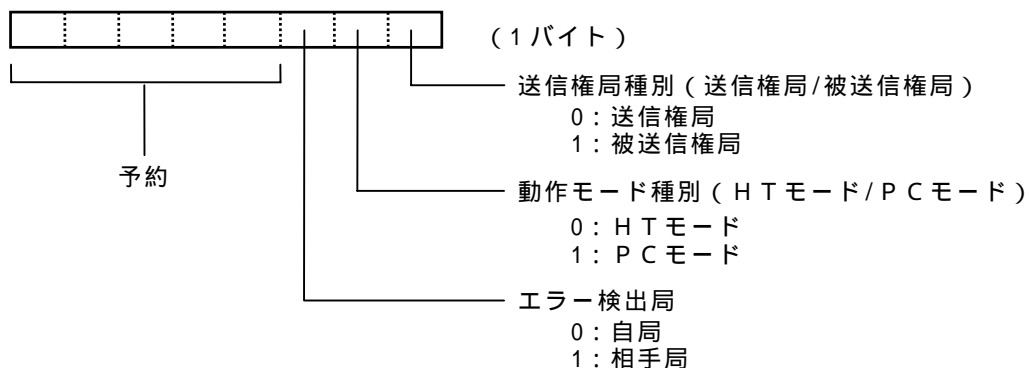 （１バイト）
送信権局種別（送信権局/被送信権局）
0：送信権局
1：被送信権局
予約
動作モード種別（ＨＴモード/ＰＣモード）
0：ＨＴモード
1：ＰＣモード
エラー検出局
0：自局
1：相手局